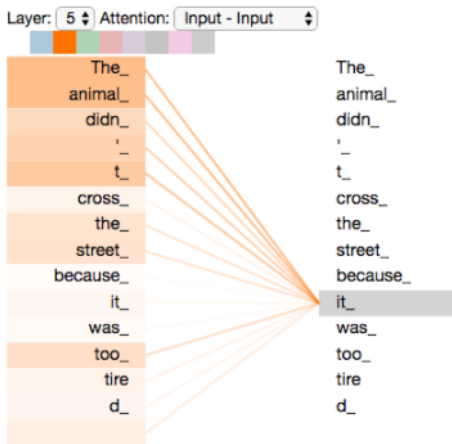 Layer: 5 Attention: Input - Input
The_ The_
animal_ animal_
didn_ didn_
'_ '_
t_ t_
cross_ cross_
the_ the_
street_ street_
because_ because_
it_ it_
was_ was_
too_ too_
tire tire
d_ d_